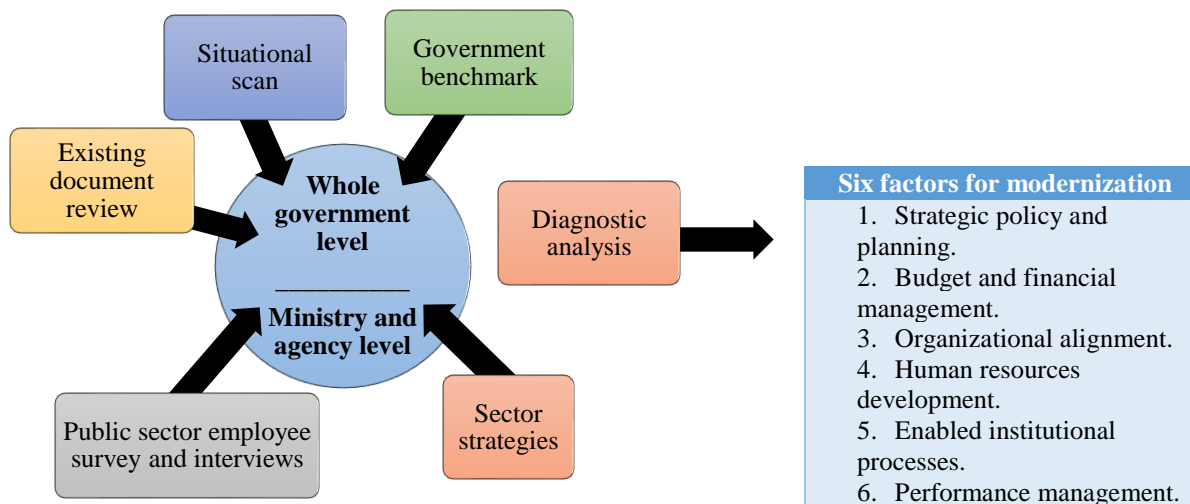 Situational
scan
Government
benchmark
Existing
document
review
Whole
government
level
__________
Ministry and
agency level
Diagnostic
analysis
Public sector employee
survey and interviews
Sector
strategies
Six factors for modernization
1. Strategic policy and
planning.
2. Budget and financial
management.
3. Organizational alignment.
4. Human resources
development.
5. Enabled institutional
processes.
6. Performance management.